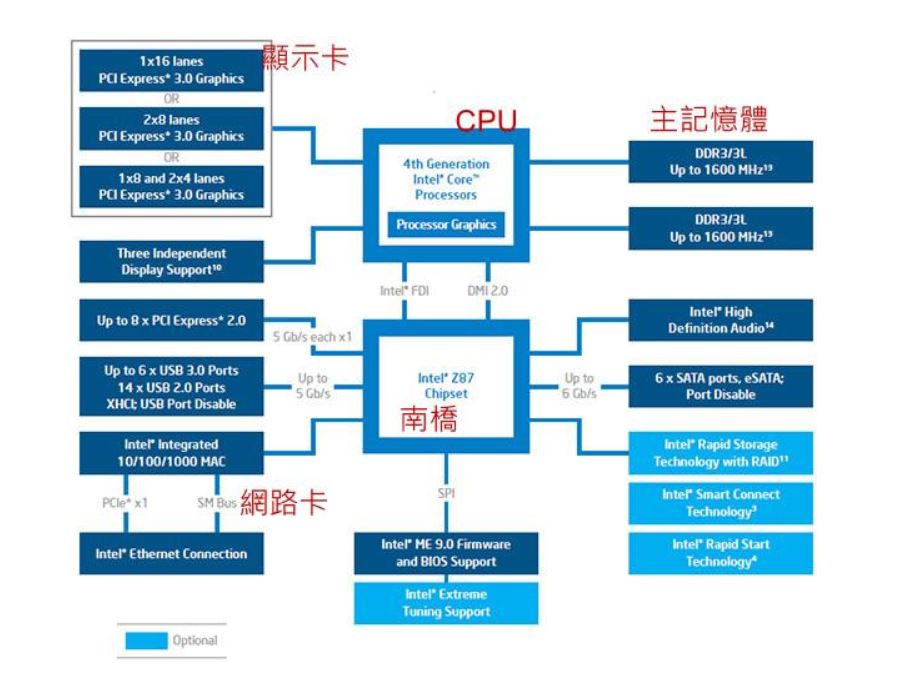 1x16 lanes
PCI Express* 3.0 Graphics
OR
2x8 lanes
PCI Express* 3.0 Graphics
OR
1x8 and 2x4 lanes
PCI Express* 3.0 Graphics
顯示卡
CPU
主記憶體
4th Generation
Intel® Core™
Processors
Processor Graphics
DDR3/3L
Up to 1600 MHz¹³
DDR3/3L
Up to 1600 MHz¹³
Three Independent
Display Support¹⁰
Intel® FDI
DMI 2.0
Up to 8 x PCI Express* 2.0
5 Gb/s each x1
Intel® High
Definition Audio¹⁴
Up to 6 x USB 3.0 Ports
14 x USB 2.0 Ports
XHCI; USB Port Disable
Up to
5 Gb/s
Intel® Z87
Chipset
南橋
Up to
6 Gb/s
6 x SATA ports, eSATA;
Port Disable
Intel® Integrated
10/100/1000 MAC
Intel® Rapid Storage
Technology with RAID¹¹
PCIe* x1
SM Bus
網路卡
SPI
Intel® Smart Connect
Technology³
Intel® Ethernet Connection
Intel® ME 9.0 Firmware
and BIOS Support
Intel® Rapid Start
Technology⁴
Intel® Extreme
Tuning Support
Optional